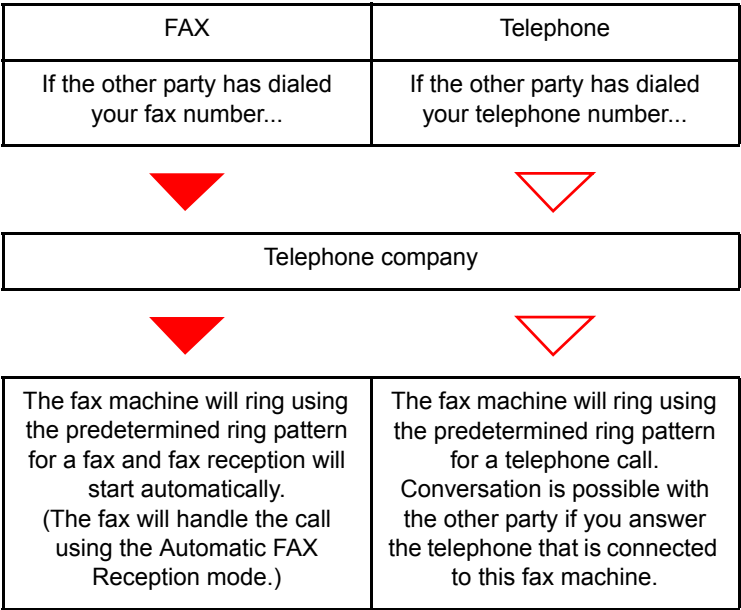 FAX
Telephone
If the other party has dialed
your fax number...
If the other party has dialed
your telephone number...
Telephone company
The fax machine will ring using
the predetermined ring pattern
for a fax and fax reception will
start automatically.
(The fax will handle the call
using the Automatic FAX
Reception mode.)
The fax machine will ring using
the predetermined ring pattern
for a telephone call.
Conversation is possible with
the other party if you answer
the telephone that is connected
to this fax machine.